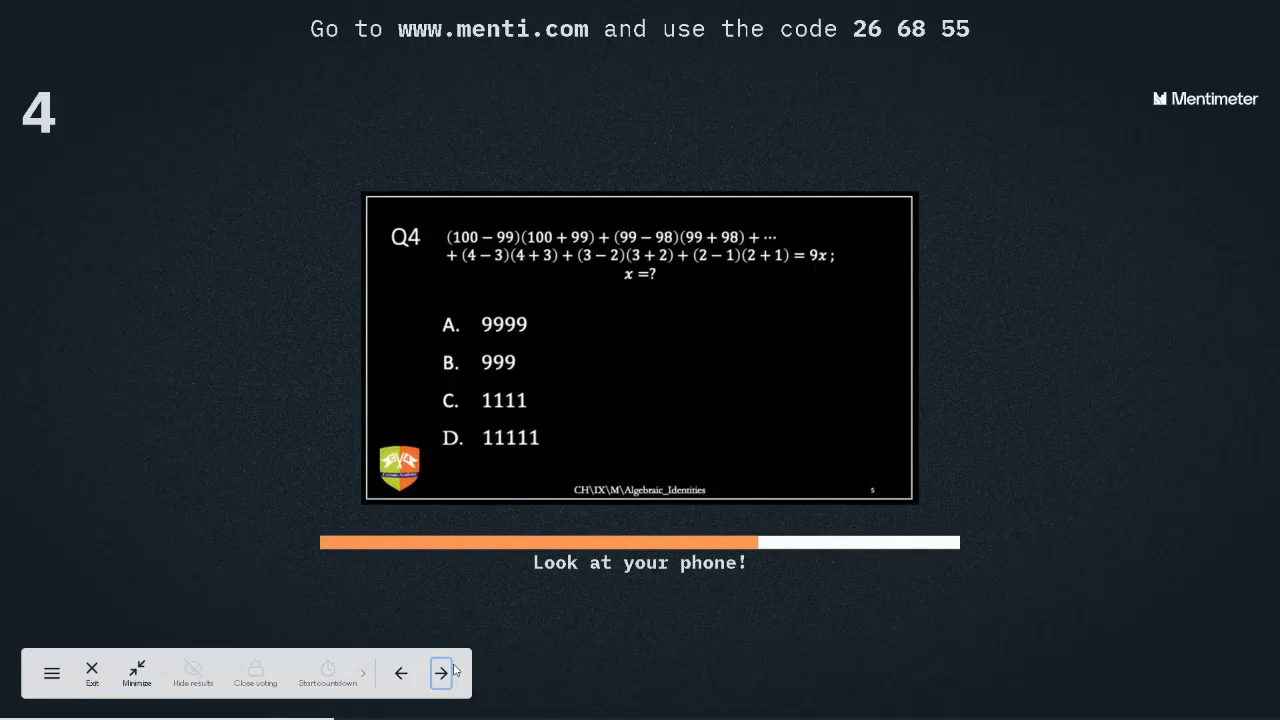 Go to www.menti.com and use the code 26 68 55
4
Mentimeter
Q4 (100 − 99)(100 + 99) + (99 − 98)(99 + 98) + ⋯
+ (4 − 3)(4 + 3) + (3 − 2)(3 + 2) + (2 − 1)(2 + 1) = 9x ;
x =?
A. 9999
B. 999
C. 1111
D. 11111
CH\IX\M\Algebraic_Identities
5
Look at your phone!
Exit
Minimize
Hide results
Close voting
Start countdown